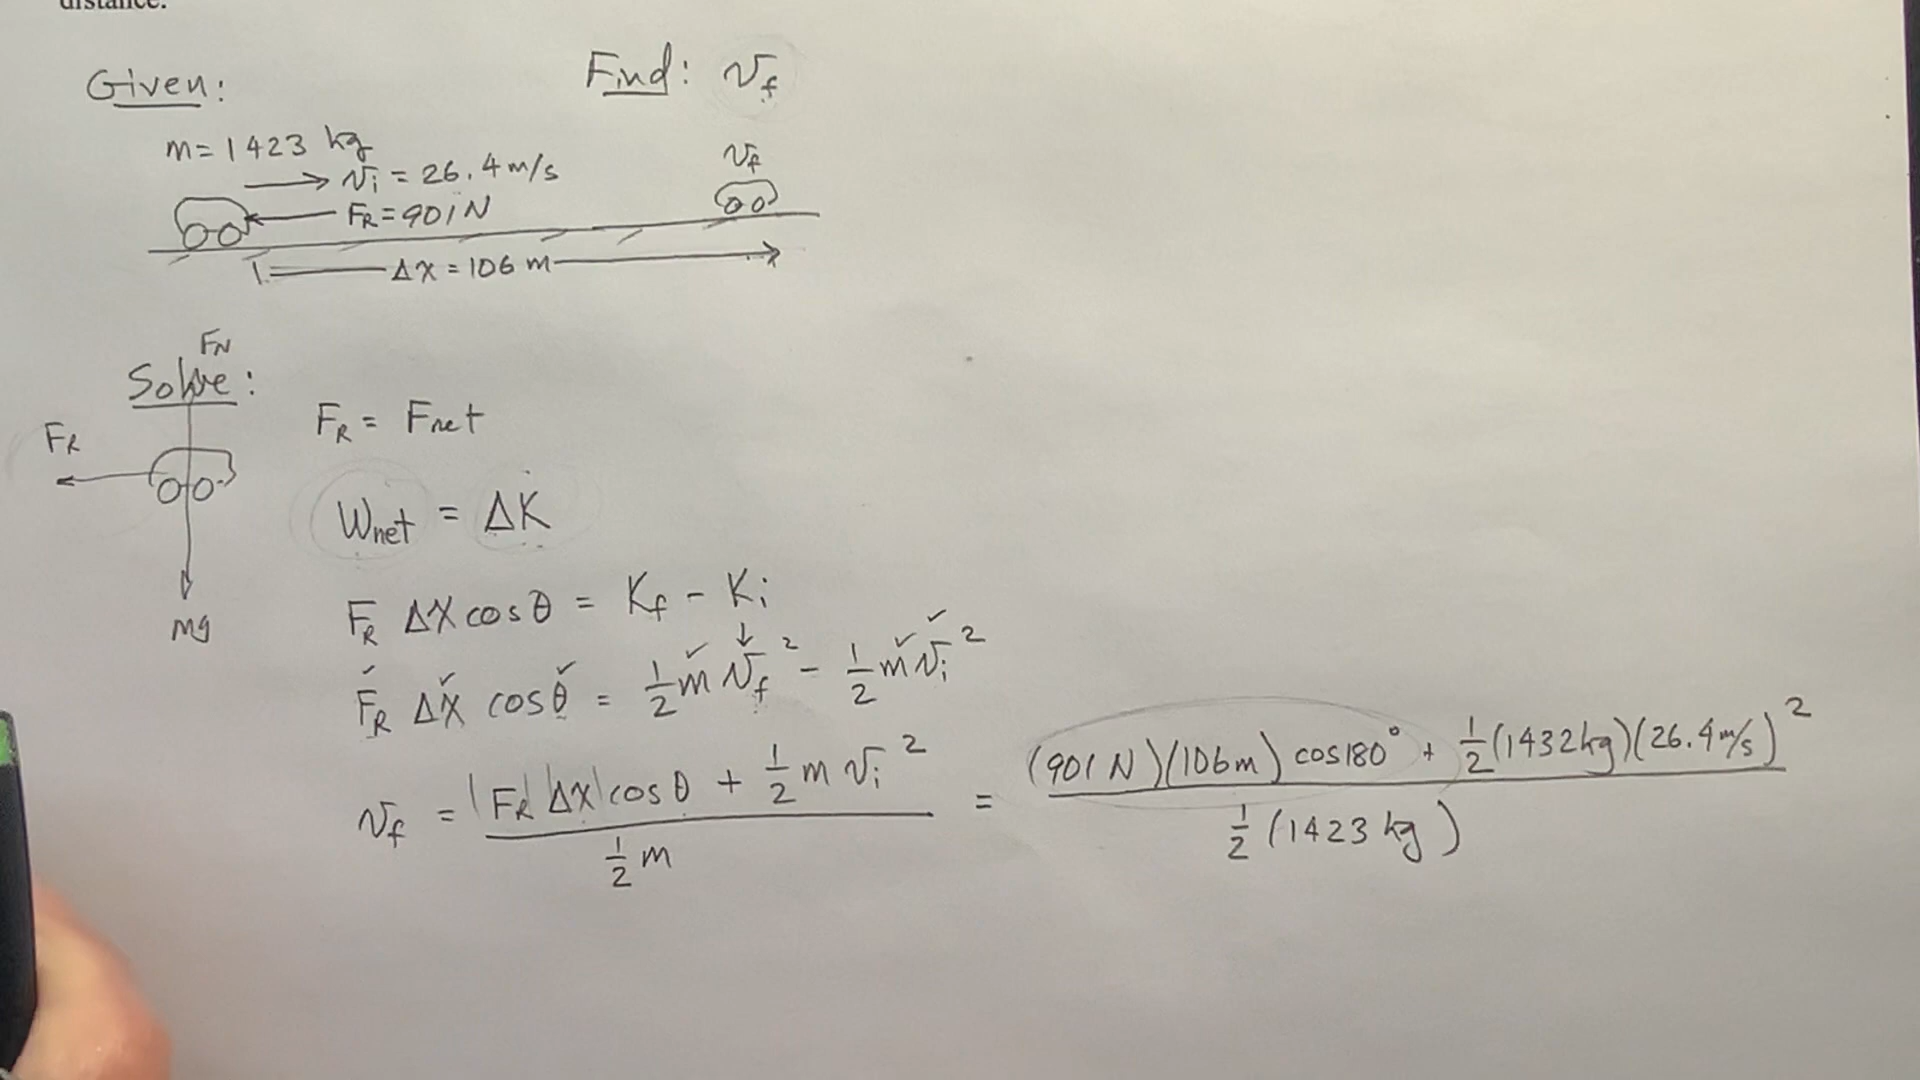 distance.
Given:
Find: vf
m = 1423 kg
vi = 26.4 m/s
FR = 901 N
vf
Δx = 106 m
FN
Solve:
FR
mg
FR = Fnet
Wnet = ΔK
FR Δx cos θ = Kf - Ki
FR Δx cos θ = 1/2 m vf² - 1/2 m vi²
vf = (FR Δx cos θ + 1/2 m vi²) / (1/2 m) = ((901 N)(106 m) cos 180° + 1/2 (1432 kg)(26.4 m/s)²) / (1/2 (1423 kg))